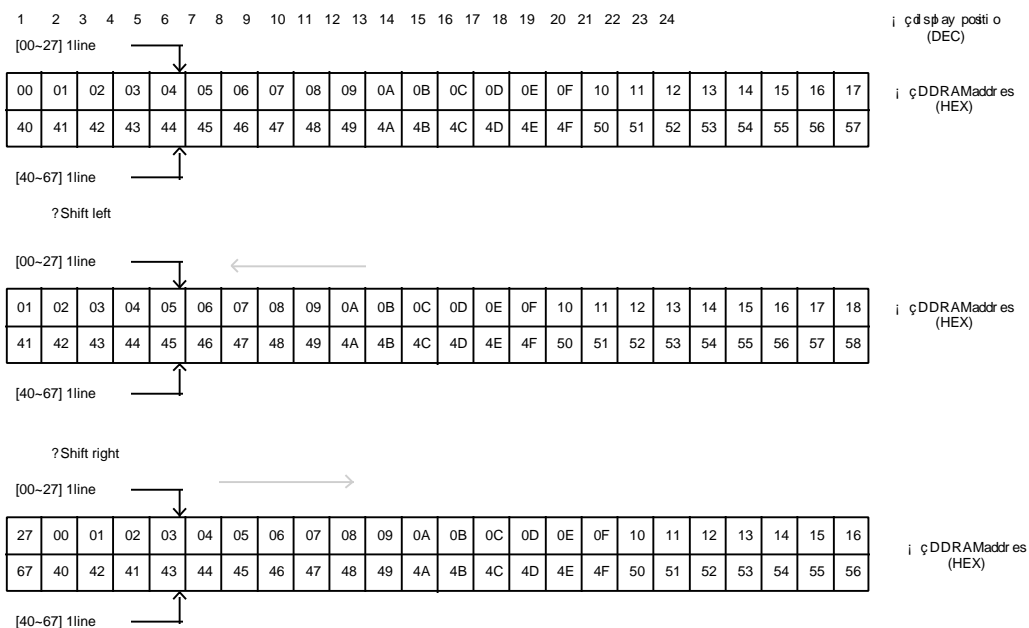 1 2 3 4 5 6 7 8 9 10 11 12 13 14 15 16 17 18 19 20 21 22 23 24 ¡ çdisplay positio
(DEC)
[00~27] 1line
00 01 02 03 04 05 06 07 08 09 0A 0B 0C 0D 0E 0F 10 11 12 13 14 15 16 17 ¡ çDDRAMaddres
(HEX)
40 41 42 43 44 45 46 47 48 49 4A 4B 4C 4D 4E 4F 50 51 52 53 54 55 56 57
[40~67] 1line
?Shift left
[00~27] 1line
01 02 03 04 05 06 07 08 09 0A 0B 0C 0D 0E 0F 10 11 12 13 14 15 16 17 18 ¡ çDDRAMaddres
(HEX)
41 42 43 44 45 46 47 48 49 4A 4B 4C 4D 4E 4F 50 51 52 53 54 55 56 57 58
[40~67] 1line
?Shift right
[00~27] 1line
27 00 01 02 03 04 05 06 07 08 09 0A 0B 0C 0D 0E 0F 10 11 12 13 14 15 16
¡ çDDRAMaddres
(HEX)
67 40 42 41 43 44 45 46 47 48 49 4A 4B 4C 4D 4E 4F 50 51 52 53 54 55 56
[40~67] 1line